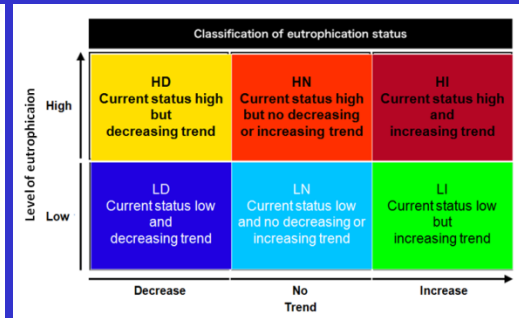 Classification of eutrophication status
Level of eutrophicaion
High
HD
Current status high
but
decreasing trend
HN
Current status high
but no decreasing
or increasing trend
HI
Current status high
and
increasing trend
Low
LD
Current status low
and
decreasing trend
LN
Current status low
and no decreasing or
increasing trend
LI
Current status low
but
increasing trend
Decrease
No
Increase
Trend